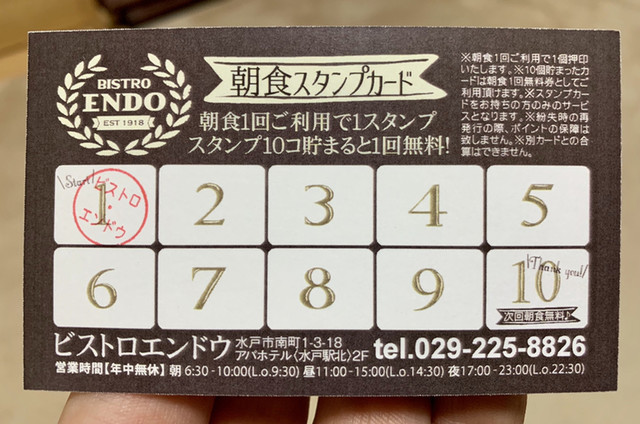 BISTRO
ENDO
EST 1918
朝食スタンプカード
朝食1回ご利用で1スタンプ
スタンプ10コ貯まると1回無料!
※朝食1回ご利用で1個押印
いたします。※10個貯まったカ
ードは朝食1回無料券としてご
利用頂けます。※スタンプカー
ドをお持ちの方のみのサービ
スとなります。※紛失時の再
発行の際、ポイントの保障は
致しません。※別カードとの合
算はできません。
\Start/
1
ビストロ
・エンドウ
2
3
4
5
6
7
8
9
\Thank you!/
10
次回朝食無料♪
ビストロエンドウ
水戸市南町1-3-18
アパホテル〈水戸駅北〉2F
tel.029-225-8826
営業時間【年中無休】 朝 6:30-10:00(L.o.9:30) 昼11:00-15:00(L.o.14:30) 夜17:00-23:00(L.o.22:30)